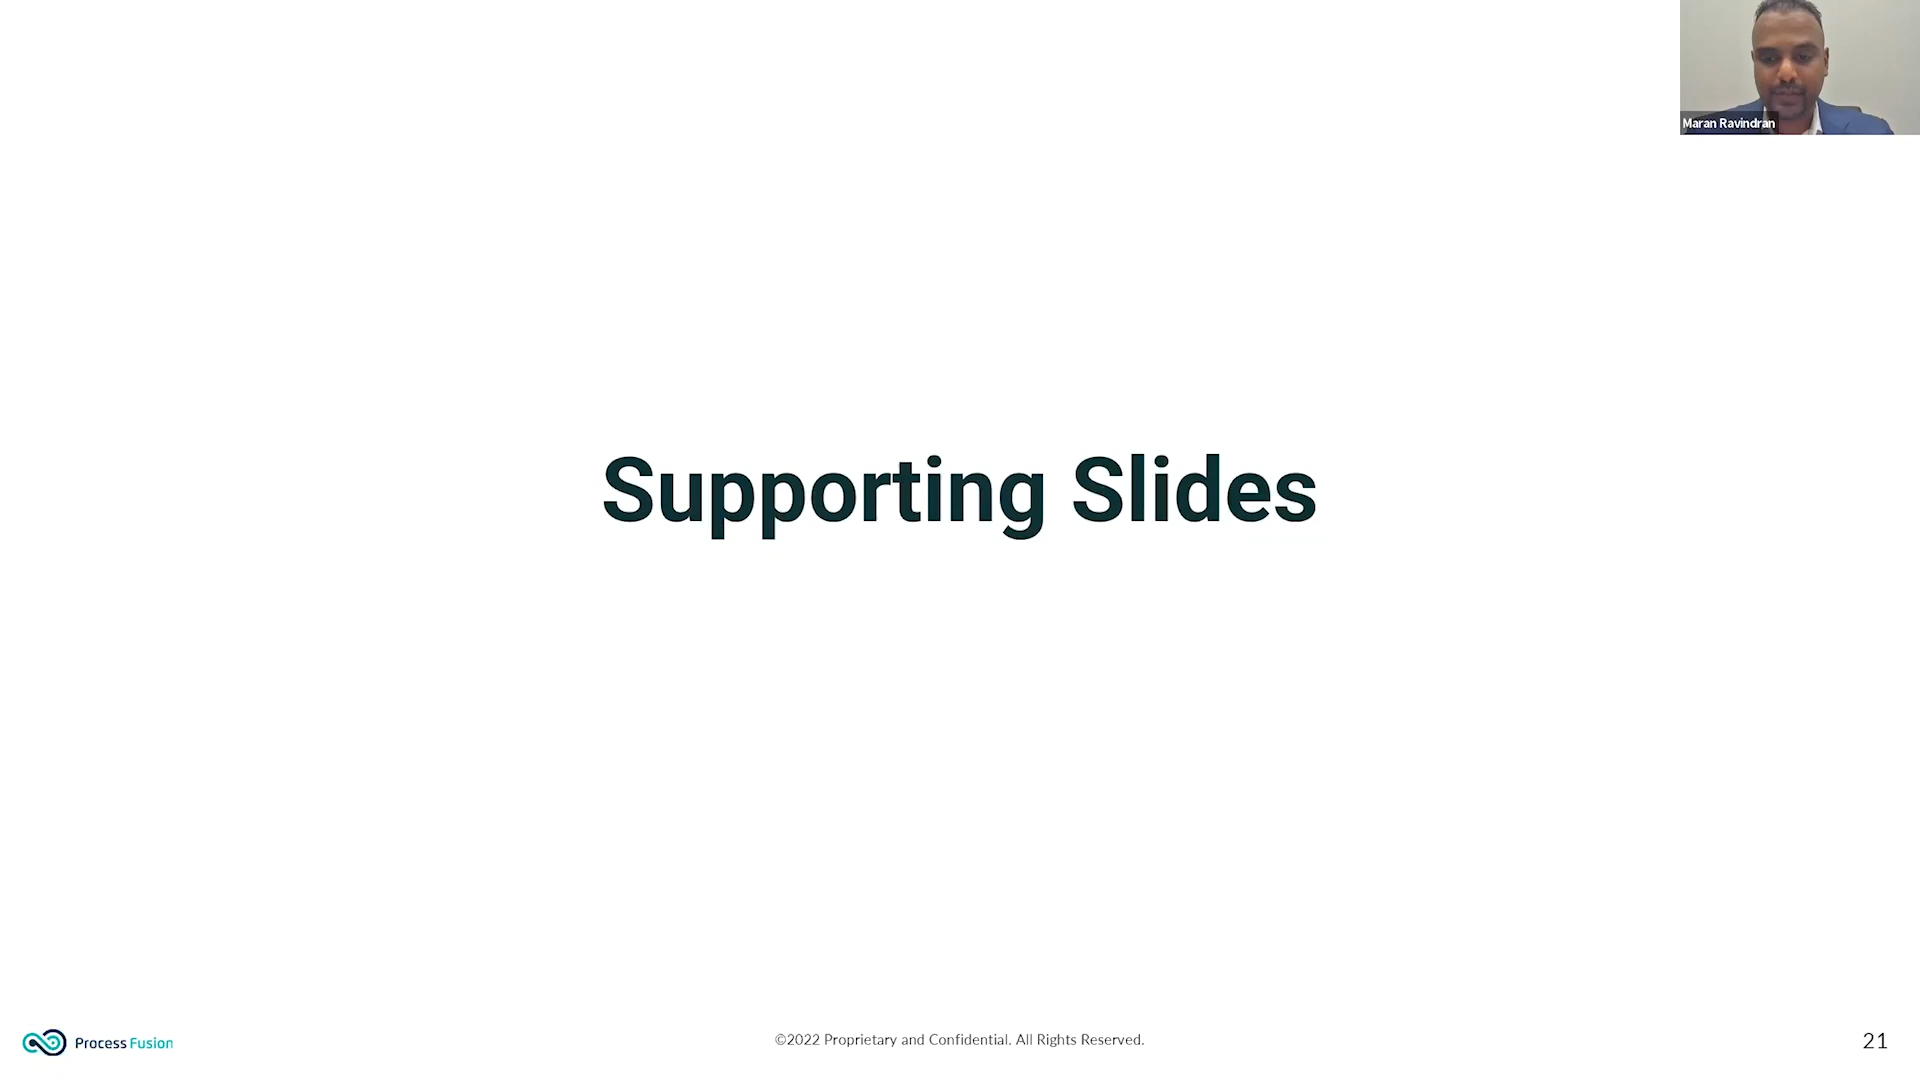 Maran Ravindran
Supporting Slides
Process Fusion
©2022 Proprietary and Confidential. All Rights Reserved.
21